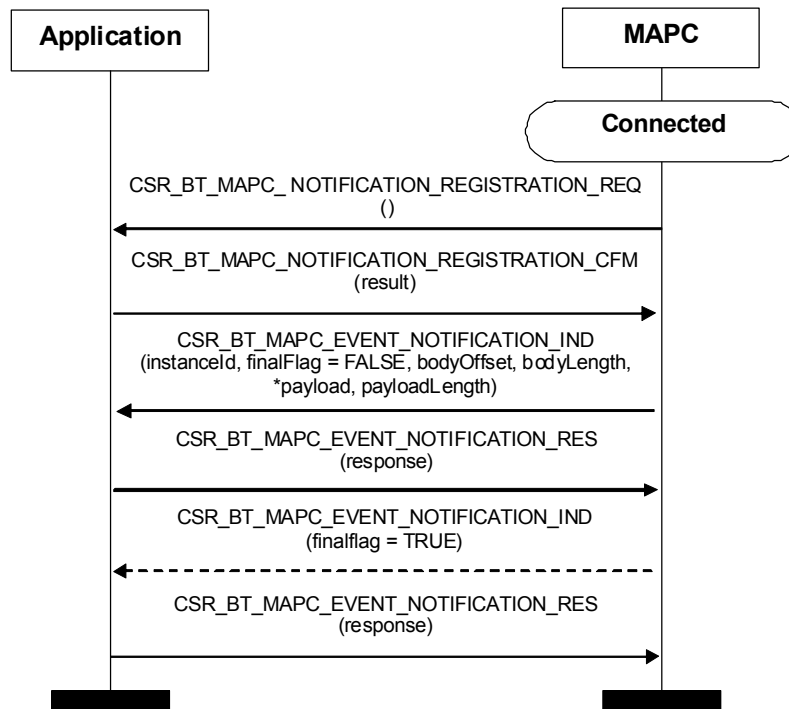 Application
MAPC
Connected
CSR_BT_MAPC_ NOTIFICATION_REGISTRATION_REQ
()
CSR_BT_MAPC_NOTIFICATION_REGISTRATION_CFM
(result)
CSR_BT_MAPC_EVENT_NOTIFICATION_IND
(instanceId, finalFlag = FALSE, bodyOffset, bodyLength,
*payload, payloadLength)
CSR_BT_MAPC_EVENT_NOTIFICATION_RES
(response)
CSR_BT_MAPC_EVENT_NOTIFICATION_IND
(finalflag = TRUE)
CSR_BT_MAPC_EVENT_NOTIFICATION_RES
(response)